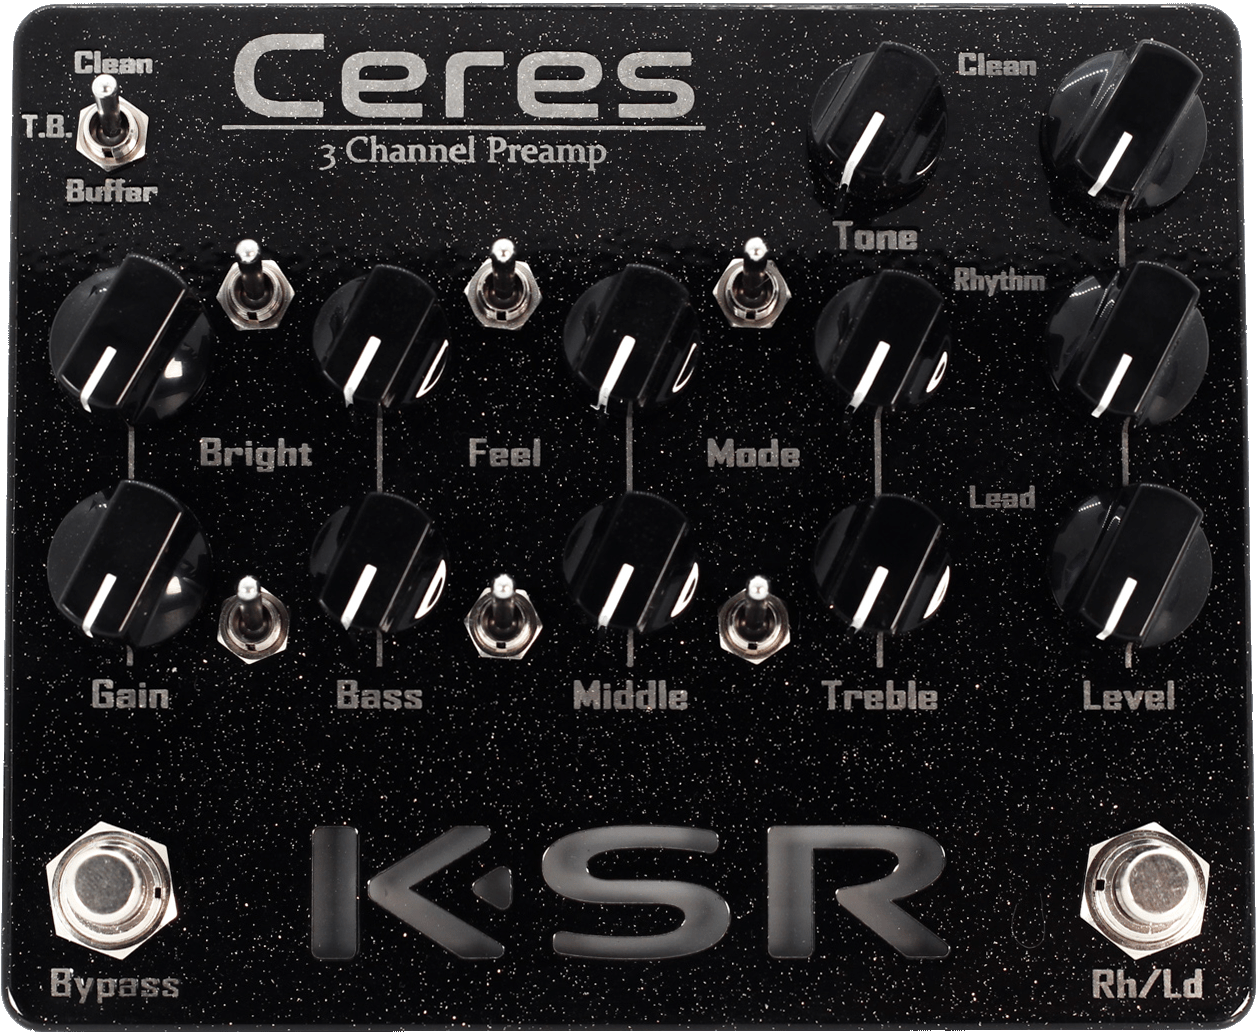 Clean
Ceres
Clean
T.B.
3 Channel Preamp
Buffer
Tone
Rhythm
Bright
Feel
Mode
Lead
Gain
Bass
Middle
Treble
Level
KSR
Bypass
Rh/Ld